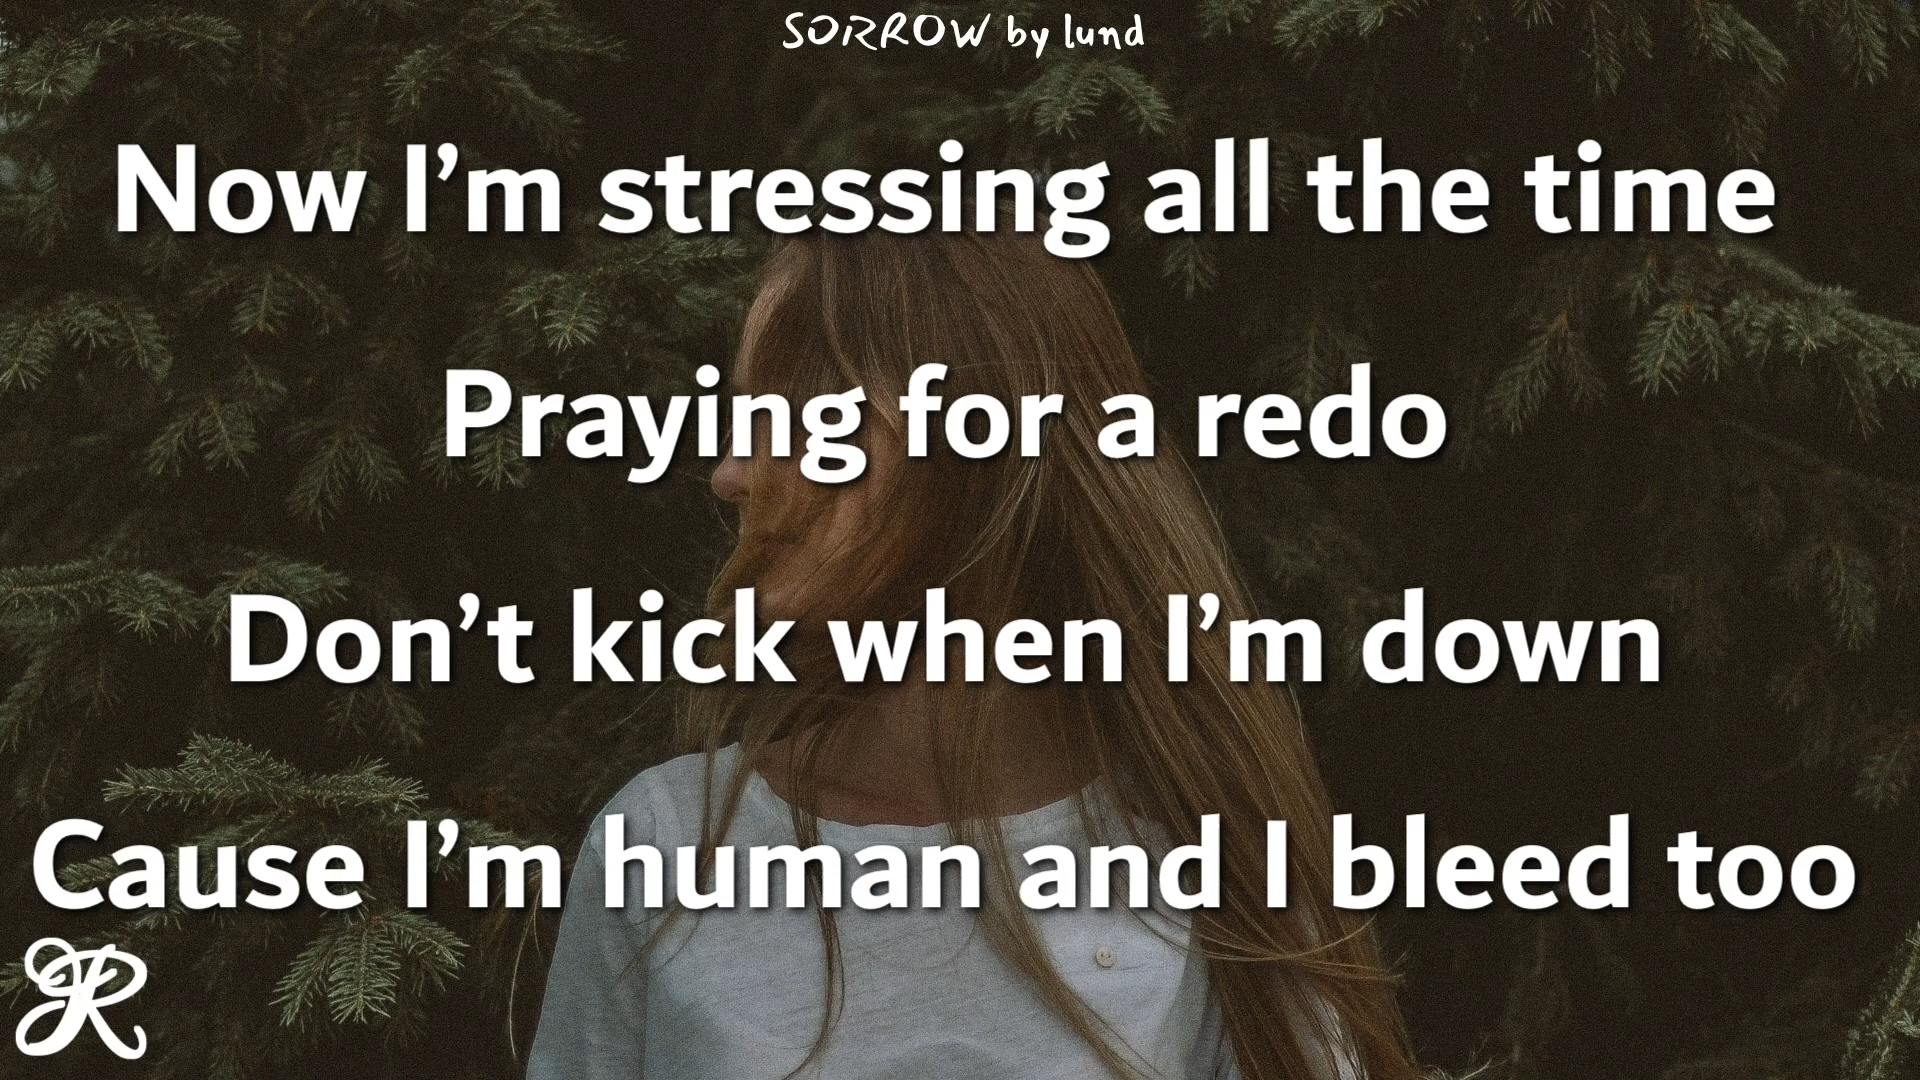 SORROW by lund
Now I’m stressing all the time
Praying for a redo
Don’t kick when I’m down
Cause I’m human and I bleed too
R